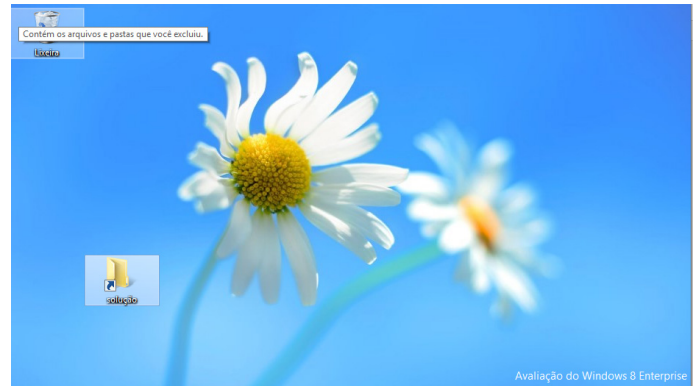 Contém os arquivos e pastas que você excluiu.
Lixeira
solução
Avaliação do Windows 8 Enterprise